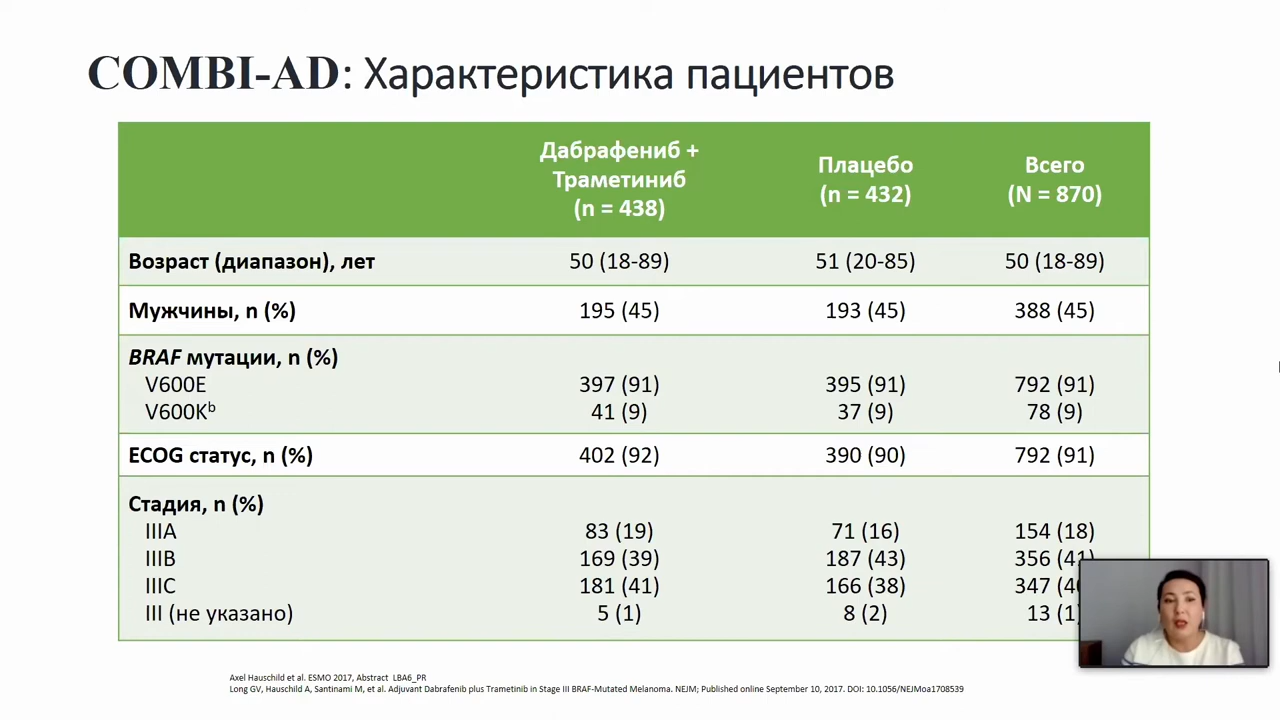 COMBI-AD: Характеристика пациентов
Дабрафениб + Траметиниб (n = 438) Плацебо (n = 432) Всего (N = 870)
Возраст (диапазон), лет 50 (18-89) 51 (20-85) 50 (18-89)
Мужчины, n (%) 195 (45) 193 (45) 388 (45)
BRAF мутации, n (%)
V600E 397 (91) 395 (91) 792 (91)
V600Kᵇ 41 (9) 37 (9) 78 (9)
ECOG статус, n (%) 402 (92) 390 (90) 792 (91)
Стадия, n (%)
IIIA 83 (19) 71 (16) 154 (18)
IIIB 169 (39) 187 (43) 356 (41)
IIIC 181 (41) 166 (38) 347
III (не указано) 5 (1) 8 (2) 13 (1)
Axel Hauschild et al. ESMO 2017, Abstract LBA6_PR
Long GV, Hauschild A, Santinami M, et al. Adjuvant Dabrafenib plus Trametinib in Stage III BRAF-Mutated Melanoma. NEJM; Published online September 10, 2017. DOI: 10.1056/NEJMoa1708539